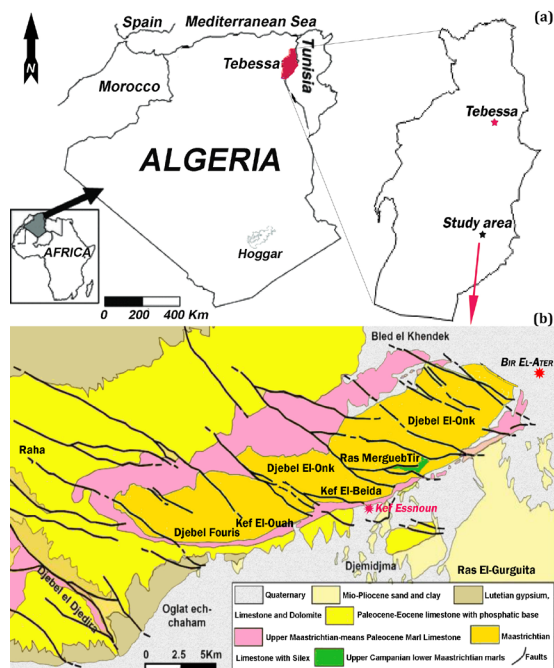 (a)
Spain
Mediterranean Sea
Tebessa
Tunisia
N
Morocco
Tebessa
ALGERIA
Study area
AFRICA
Hoggar
0 200 400 Km
(b)
Bled el Khendek
BIR EL-ATER
Djebel El-Onk
Raha
Ras MerguebTir
Djebel El-Onk
Kef El-Beida
Kef El-Ouah
Kef Essnoun
Djebel Fouris
Djemidjma
Ras El-Gurguita
Djebel el Djedira
Oglat ech-
chaham
0 2.5 5Km
Quaternary Mio-Pliocene sand and clay Lutetian gypsium,
Limestone and Dolomite Paleocene-Eocene limestone with phosphatic base
Upper Maastrichtian-means Paleocene Marl Limestone Maastrichtian
Limestone with Silex Upper Campanian lower Maastrichtian marls Faults